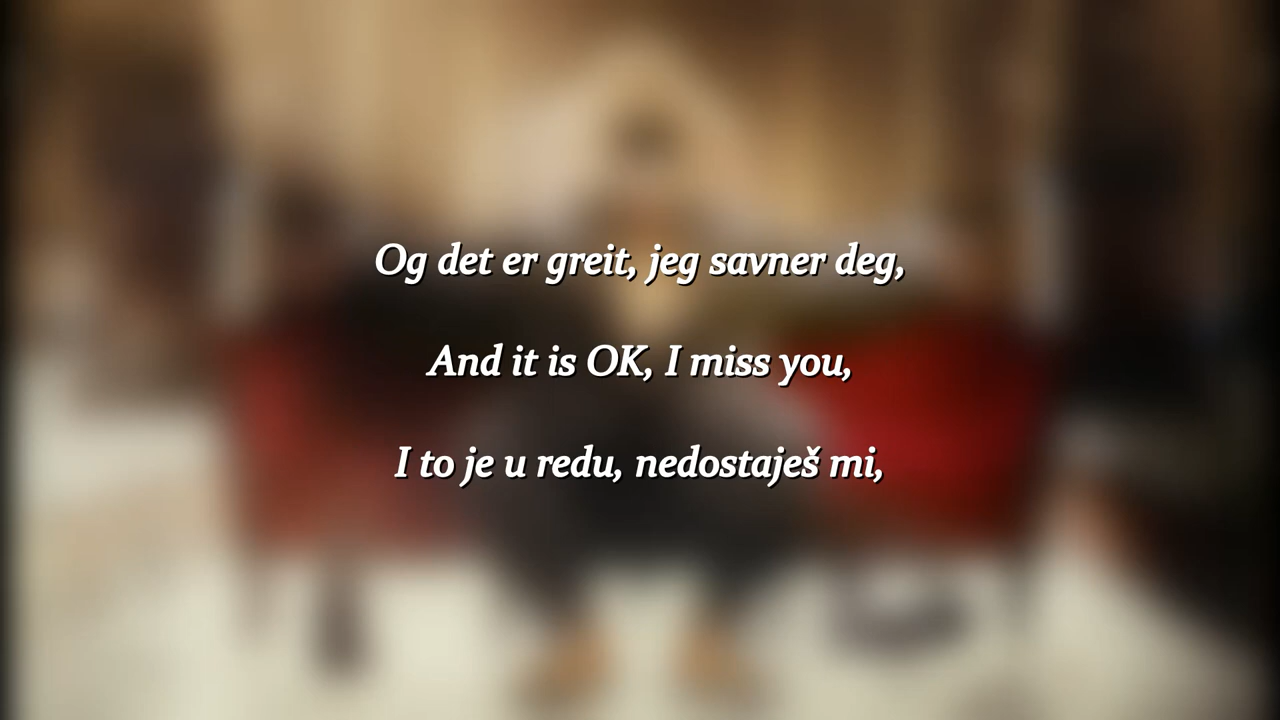 Og det er greit, jeg savner deg,
And it is OK, I miss you,
I to je u redu, nedostaješ mi,